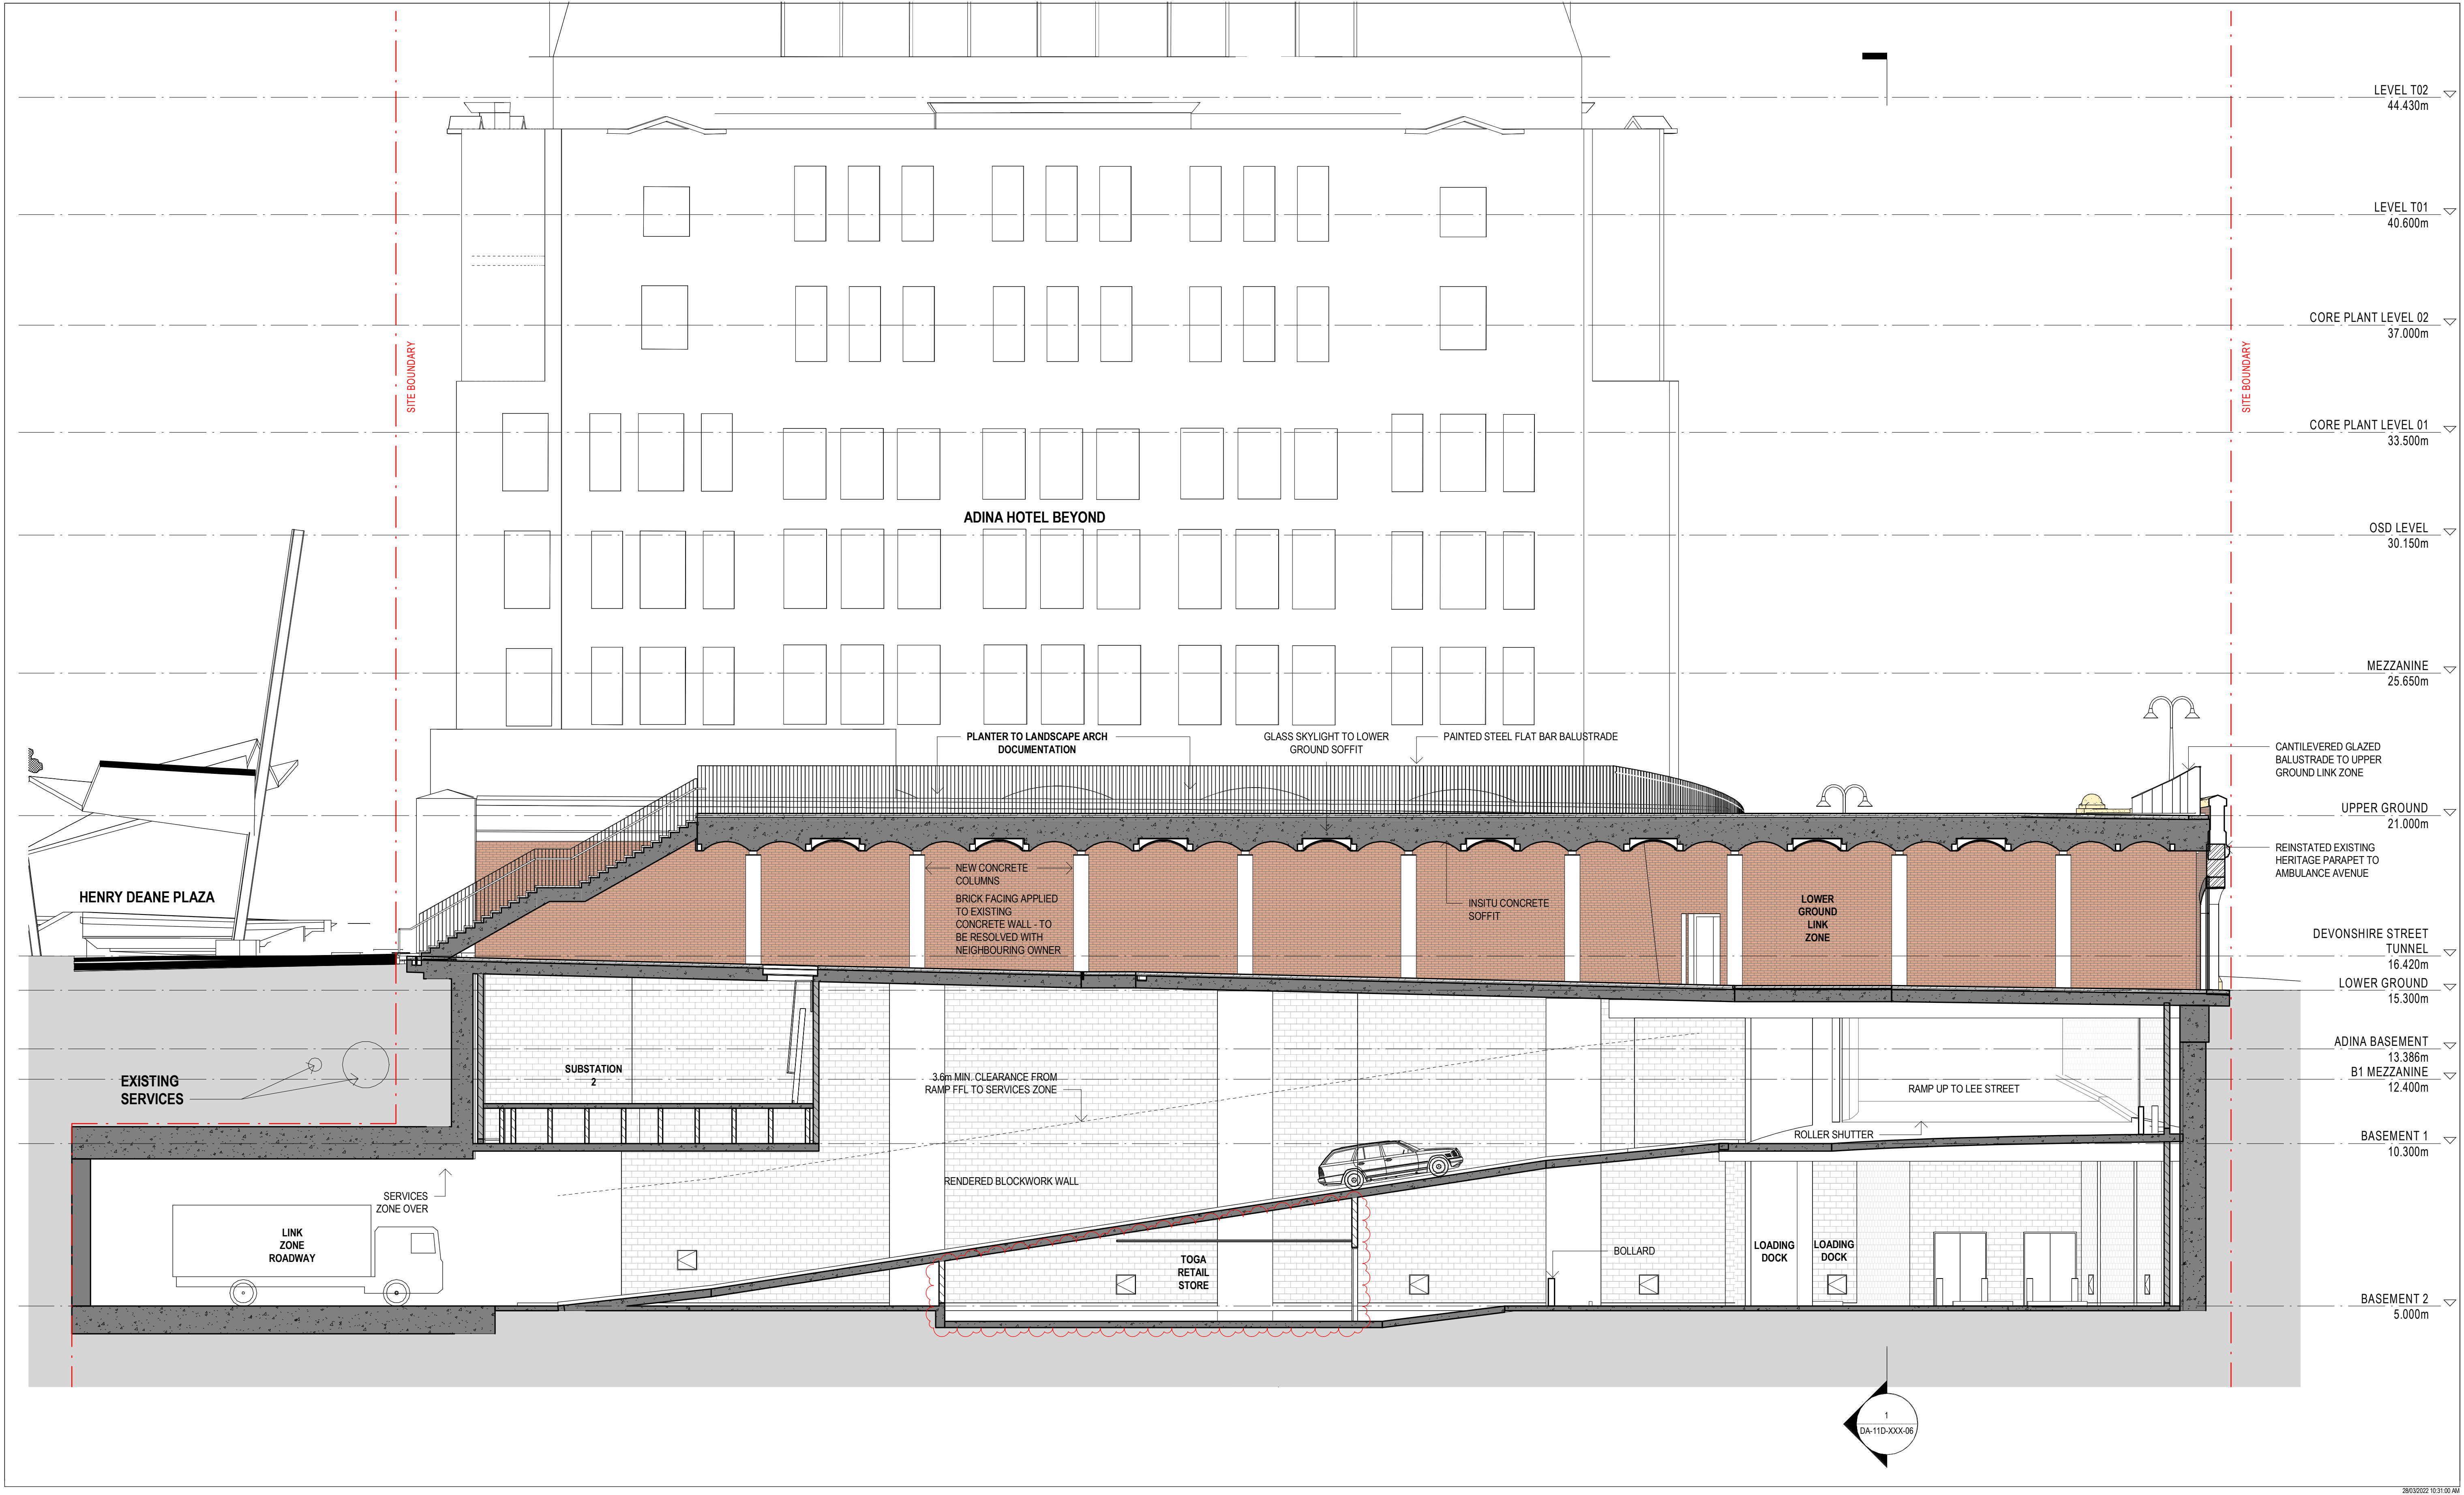 LEVEL T02
44.430m
LEVEL T01
40.600m
CORE PLANT LEVEL 02
37.000m
SITE BOUNDARY
SITE BOUNDARY
CORE PLANT LEVEL 01
33.500m
ADINA HOTEL BEYOND
OSD LEVEL
30.150m
MEZZANINE
25.650m
PLANTER TO LANDSCAPE ARCH
DOCUMENTATION
GLASS SKYLIGHT TO LOWER
GROUND SOFFIT
PAINTED STEEL FLAT BAR BALUSTRADE
CANTILEVERED GLAZED
BALUSTRADE TO UPPER
GROUND LINK ZONE
UPPER GROUND
21.000m
REINSTATED EXISTING
HERITAGE PARAPET TO
AMBULANCE AVENUE
HENRY DEANE PLAZA
NEW CONCRETE
COLUMNS
BRICK FACING APPLIED
TO EXISTING
CONCRETE WALL - TO
BE RESOLVED WITH
NEIGHBOURING OWNER
INSITU CONCRETE
SOFFIT
LOWER
GROUND
LINK
ZONE
DEVONSHIRE STREET
TUNNEL
16.420m
LOWER GROUND
15.300m
ADINA BASEMENT
13.386m
B1 MEZZANINE
12.400m
EXISTING
SERVICES
SUBSTATION
2
3.6m MIN. CLEARANCE FROM
RAMP FFL TO SERVICES ZONE
RAMP UP TO LEE STREET
ROLLER SHUTTER
BASEMENT 1
10.300m
SERVICES
ZONE OVER
RENDERED BLOCKWORK WALL
LINK
ZONE
ROADWAY
TOGA
RETAIL
STORE
BOLLARD
LOADING
DOCK
LOADING
DOCK
BASEMENT 2
5.000m
1
DA-11D-XXX-06
28/03/2022 10:31:00 AM